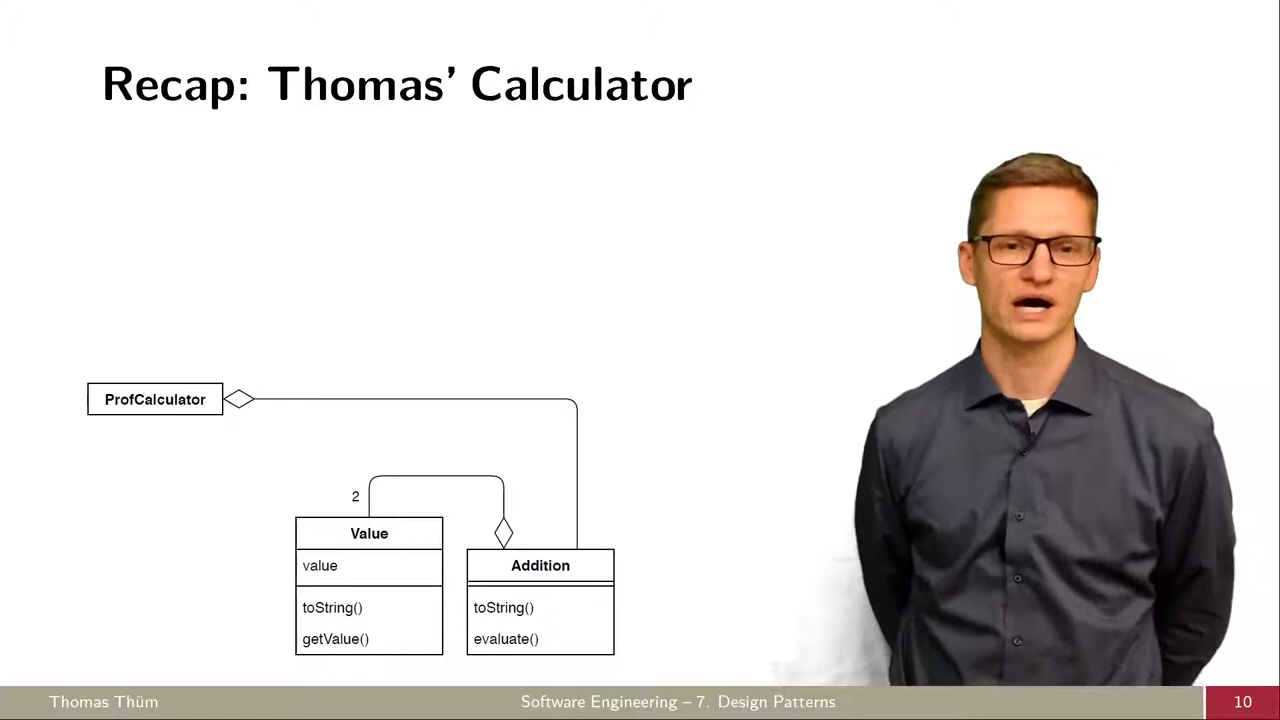 Recap: Thomas' Calculator
ProfCalculator
2
Value
value
toString()
getValue()
Addition
toString()
evaluate()
Thomas Thüm
Software Engineering – 7. Design Patterns
10